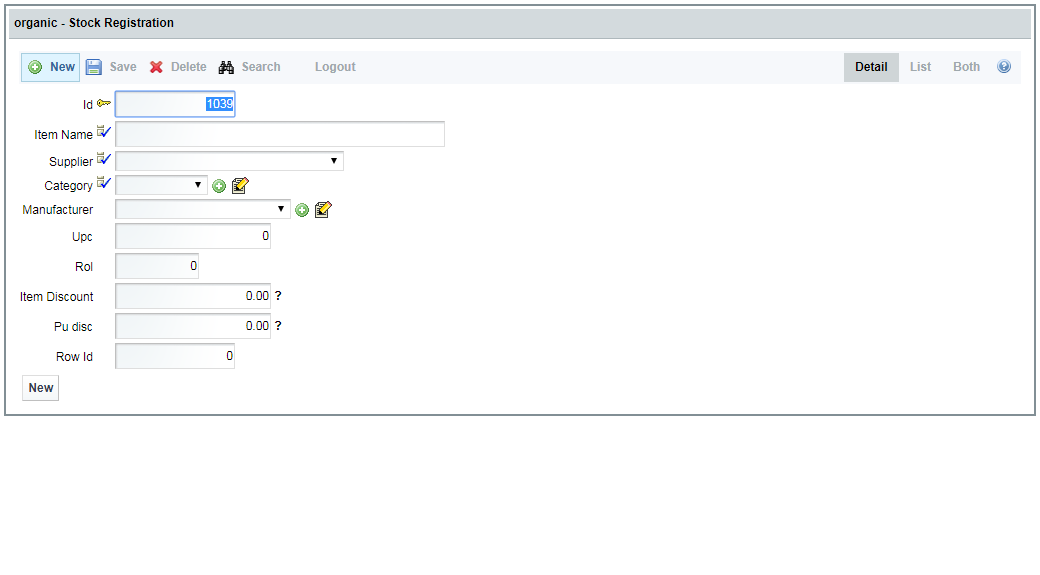 organic - Stock Registration
New Save Delete Search Logout Detail List Both ?
Id 1039
Item Name
Supplier
Category
Manufacturer
Upc 0
Rol 0
Item Discount 0.00 ?
Pu disc 0.00 ?
Row Id 0
New